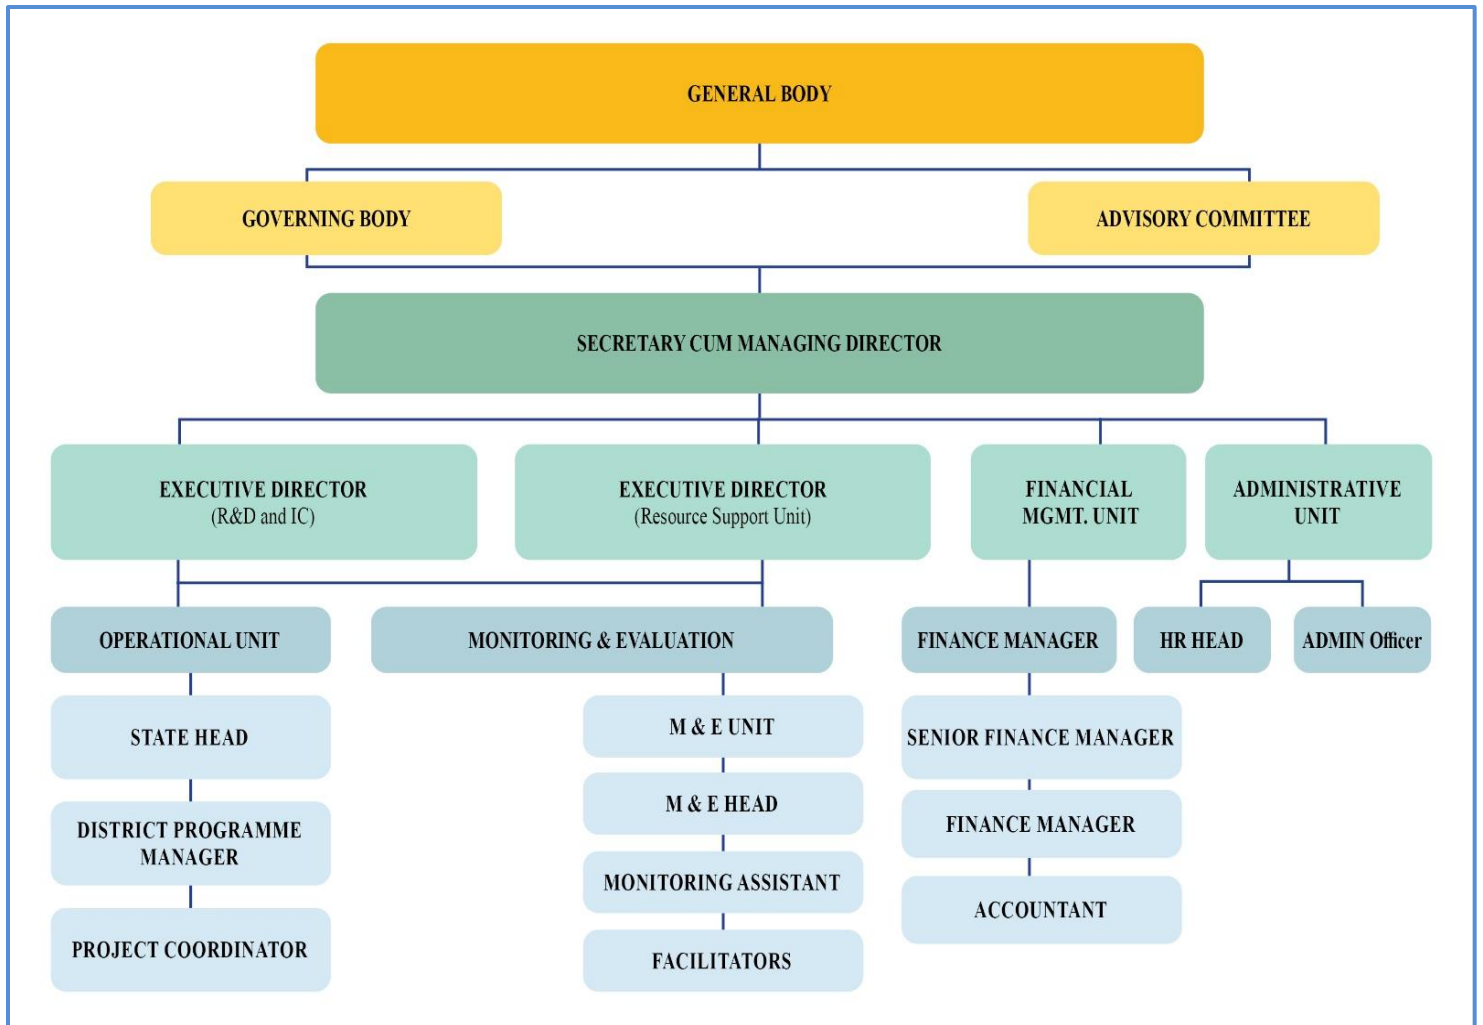 GENERAL BODY
GOVERNING BODY
ADVISORY COMMITTEE
SECRETARY CUM MANAGING DIRECTOR
EXECUTIVE DIRECTOR
(R&D and IC)
EXECUTIVE DIRECTOR
(Resource Support Unit)
FINANCIAL
MGMT. UNIT
ADMINISTRATIVE
UNIT
OPERATIONAL UNIT
MONITORING & EVALUATION
FINANCE MANAGER
HR HEAD
ADMIN Officer
STATE HEAD
DISTRICT PROGRAMME
MANAGER
PROJECT COORDINATOR
M & E UNIT
M & E HEAD
MONITORING ASSISTANT
FACILITATORS
SENIOR FINANCE MANAGER
FINANCE MANAGER
ACCOUNTANT